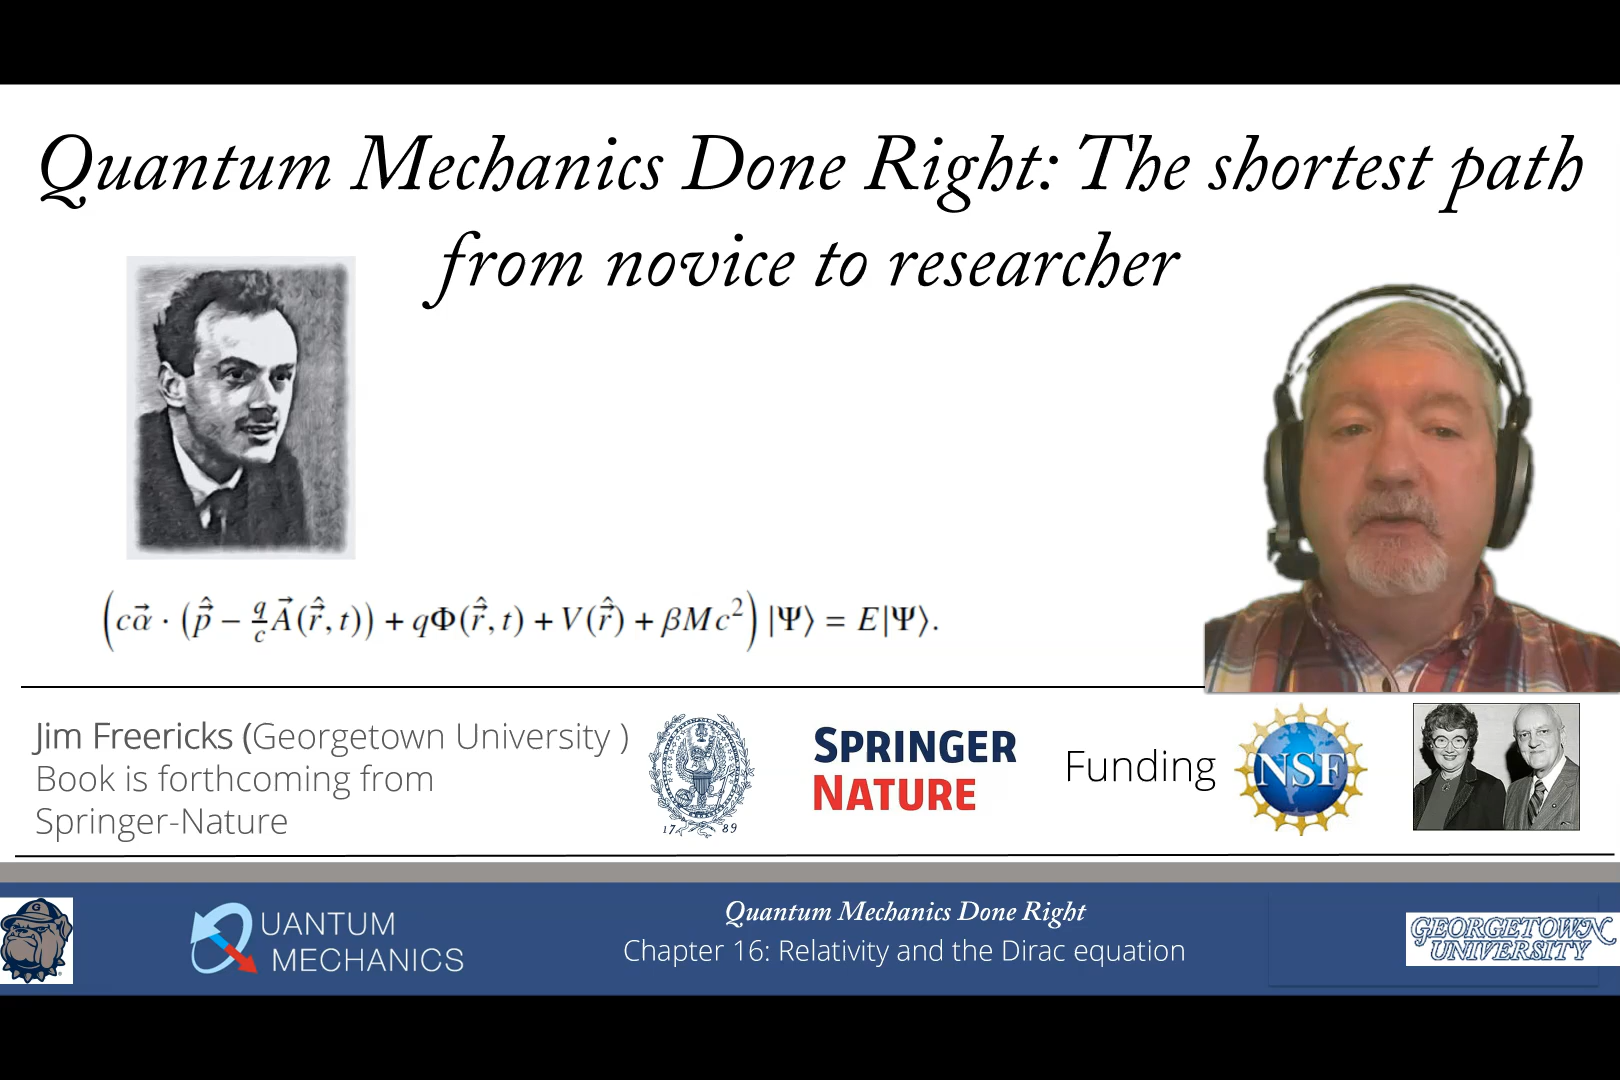 Quantum Mechanics Done Right: The shortest path
from novice to researcher
(cα⃗ · (p̂⃗ − q/c A⃗(r̂⃗, t)) + qΦ(r̂⃗, t) + V(r̂⃗) + βMc²) |Ψ⟩ = E|Ψ⟩.
Jim Freericks (Georgetown University )
Book is forthcoming from
Springer-Nature
17 89
SPRINGER
NATURE
Funding
NSF
G
UANTUM
MECHANICS
Quantum Mechanics Done Right
Chapter 16: Relativity and the Dirac equation
GEORGETOWN
UNIVERSITY